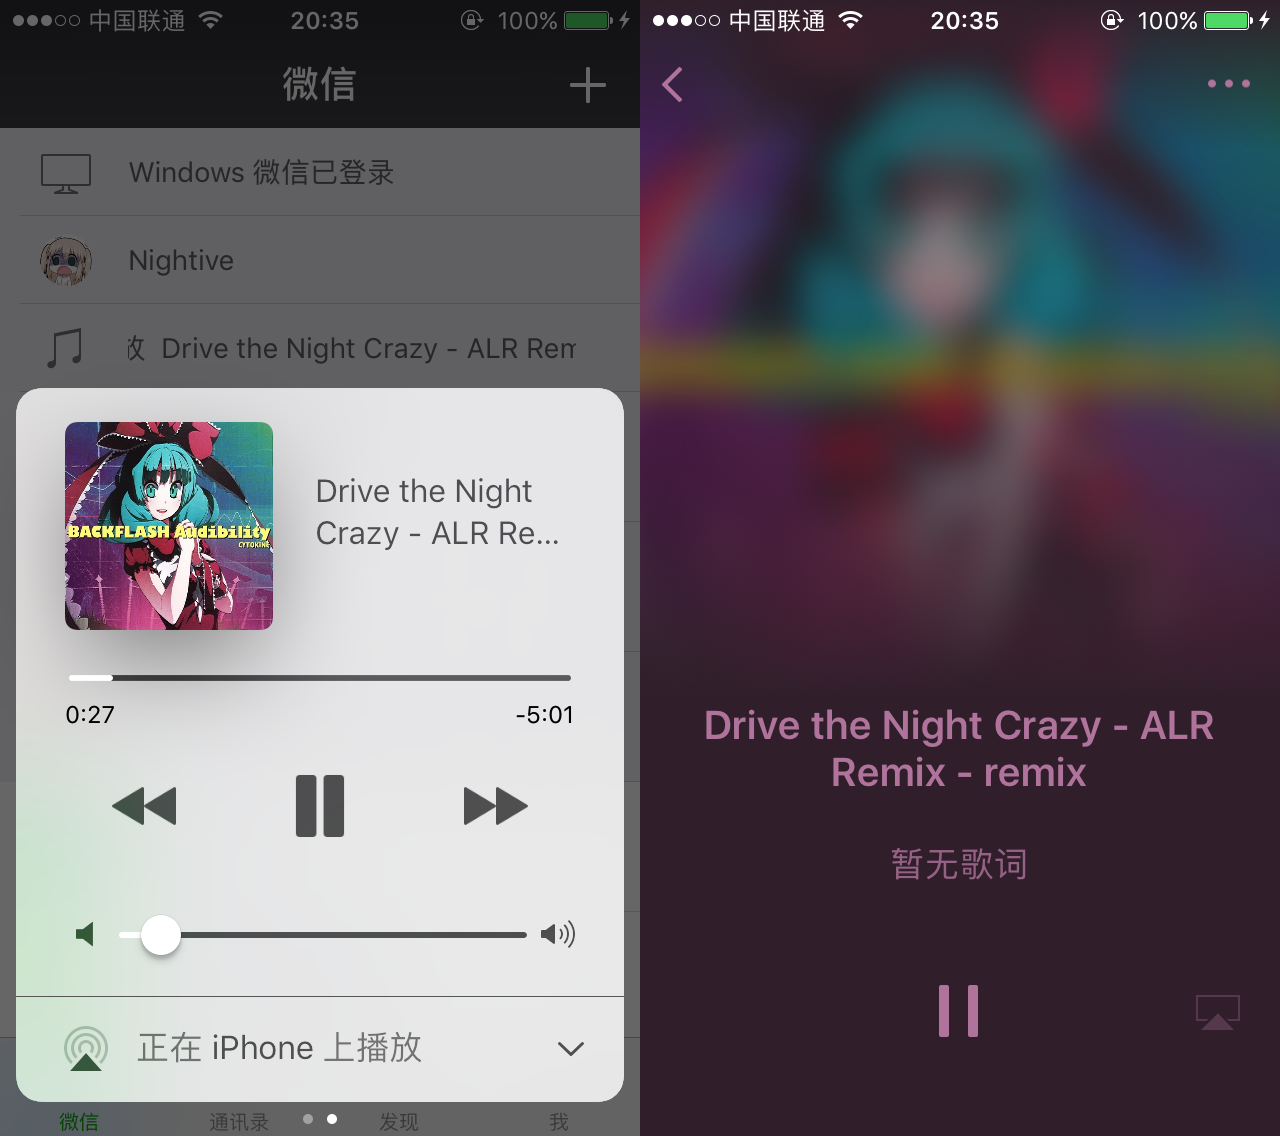 中国联通
20:35
100%
微信
Windows 微信已登录
Nightive
Drive the Night Crazy - ALR Rem
BACKFLASH Audibility
CYTOKINE
Drive the Night
Crazy - ALR Re...
0:27
-5:01
正在 iPhone 上播放
微信
通讯录
发现
我
中国联通
20:35
100%
Drive the Night Crazy - ALR
Remix - remix
暂无歌词